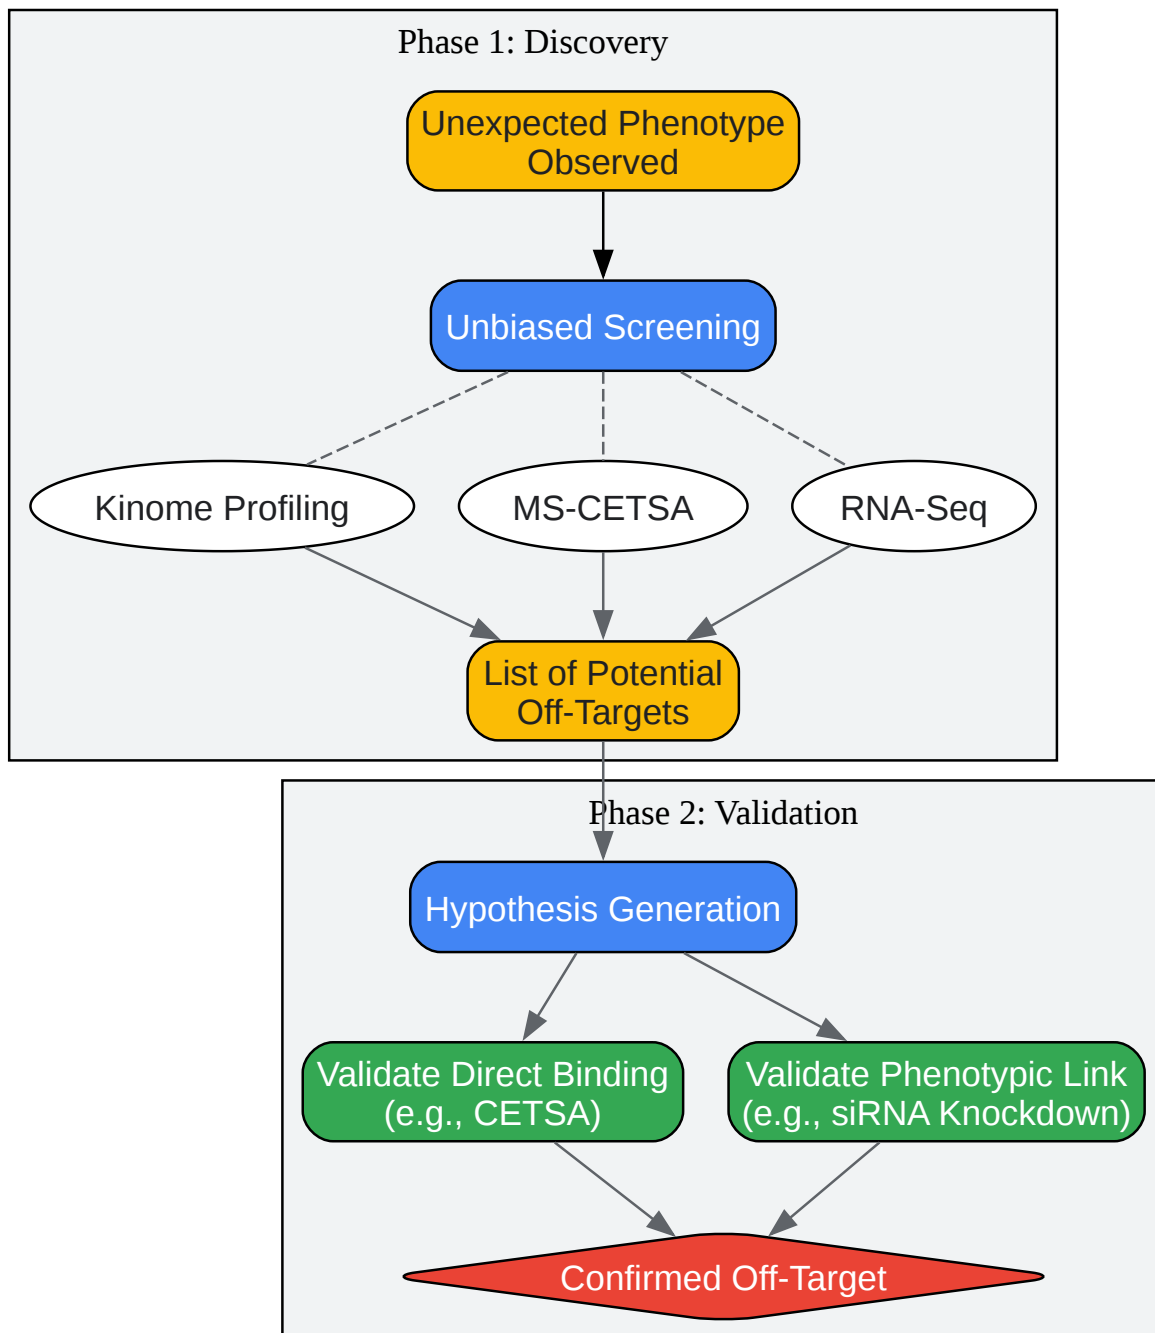 Phase 1: Discovery
Unexpected Phenotype
Observed
Unbiased Screening
Kinome Profiling
MS-CETSA
RNA-Seq
List of Potential
Off-Targets
Phase 2: Validation
Hypothesis Generation
Validate Direct Binding
(e.g., CETSA)
Validate Phenotypic Link
(e.g., siRNA Knockdown)
Confirmed Off-Target